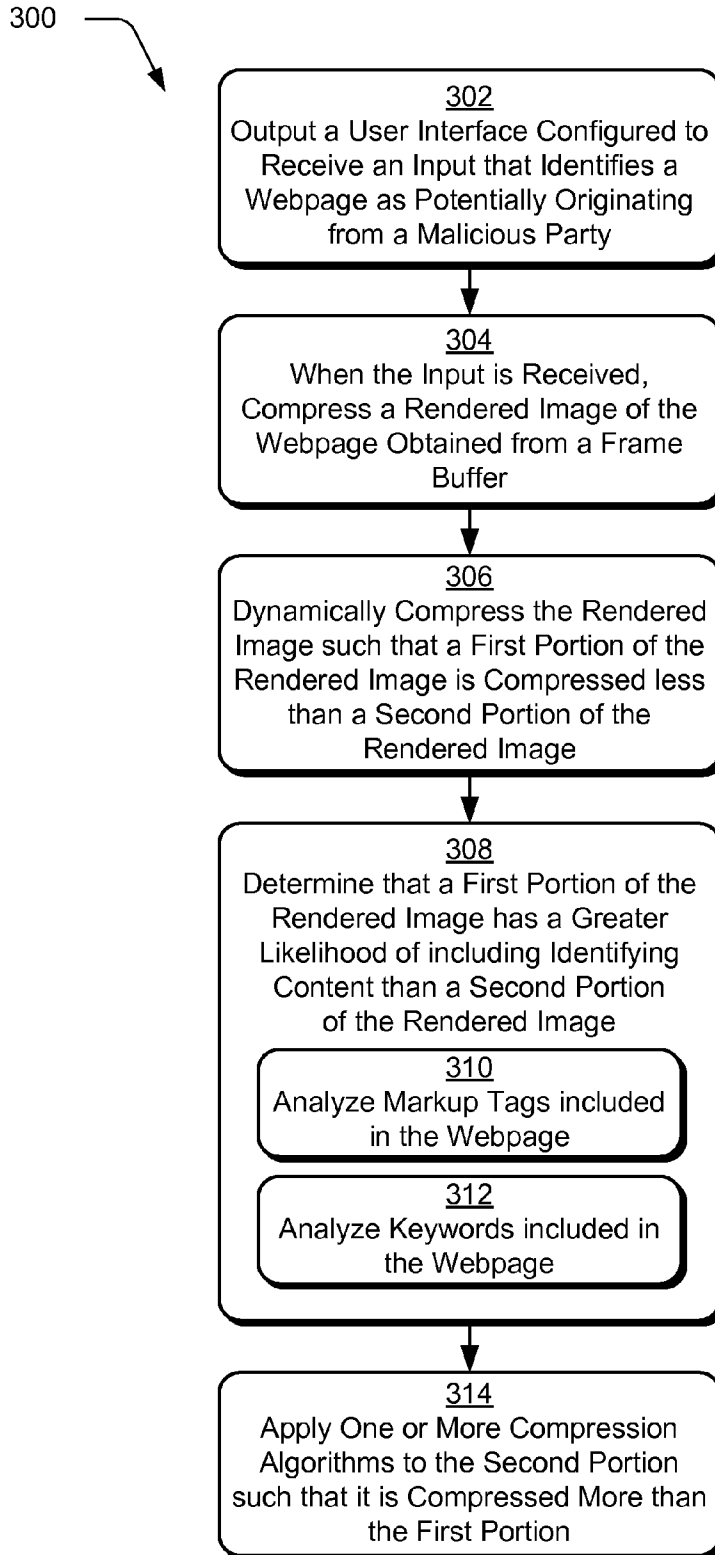 300
302
Output a User Interface Configured to
Receive an Input that Identifies a
Webpage as Potentially Originating
from a Malicious Party
304
When the Input is Received,
Compress a Rendered Image of the
Webpage Obtained from a Frame
Buffer
306
Dynamically Compress the Rendered
Image such that a First Portion of the
Rendered Image is Compressed less
than a Second Portion of the
Rendered Image
308
Determine that a First Portion of the
Rendered Image has a Greater
Likelihood of including Identifying
Content than a Second Portion
of the Rendered Image
310
Analyze Markup Tags included
in the Webpage
312
Analyze Keywords included in
the Webpage
314
Apply One or More Compression
Algorithms to the Second Portion
such that it is Compressed More than
the First Portion